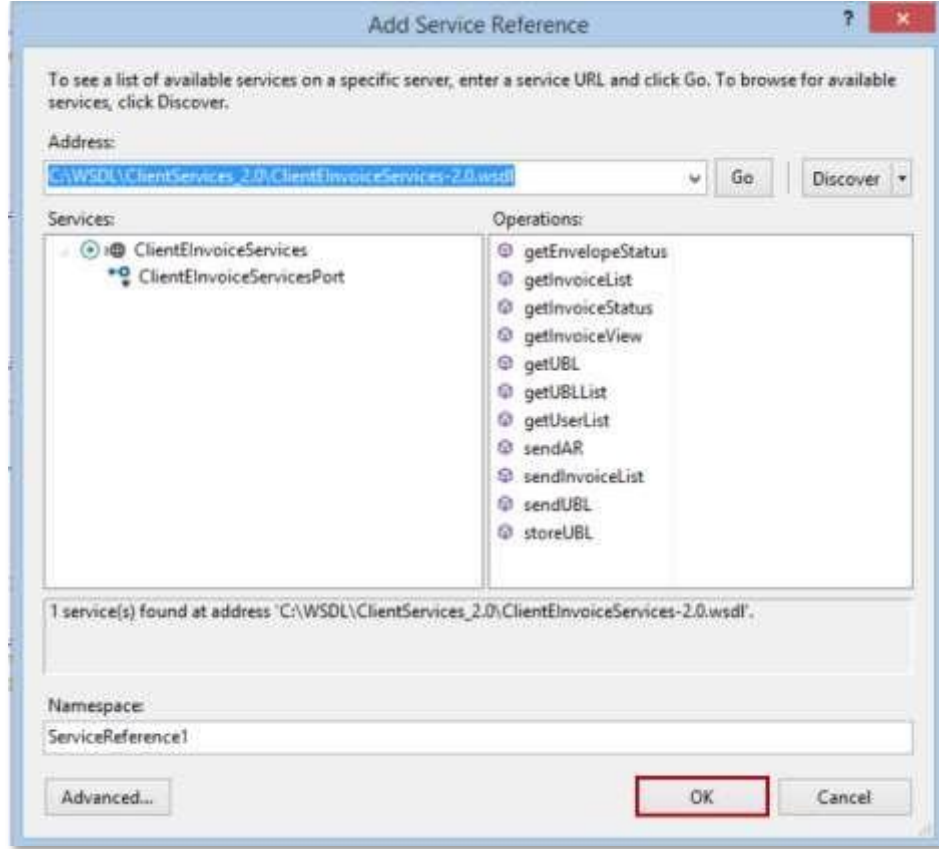 Add Service Reference
?
To see a list of available services on a specific server, enter a service URL and click Go. To browse for available
services, click Discover.
Address:
C:\WSDL\ClientServices_2.0\ClientEInvoiceServices-2.0.wsdl
Go
Discover
Services:
ClientEInvoiceServices
ClientEInvoiceServicesPort
Operations:
getEnvelopeStatus
getInvoiceList
getInvoiceStatus
getInvoiceView
getUBL
getUBLList
getUserList
sendAR
sendInvoiceList
sendUBL
storeUBL
1 service(s) found at address 'C:\WSDL\ClientServices_2.0\ClientEInvoiceServices-2.0.wsdl'.
Namespace:
ServiceReference1
Advanced...
OK
Cancel